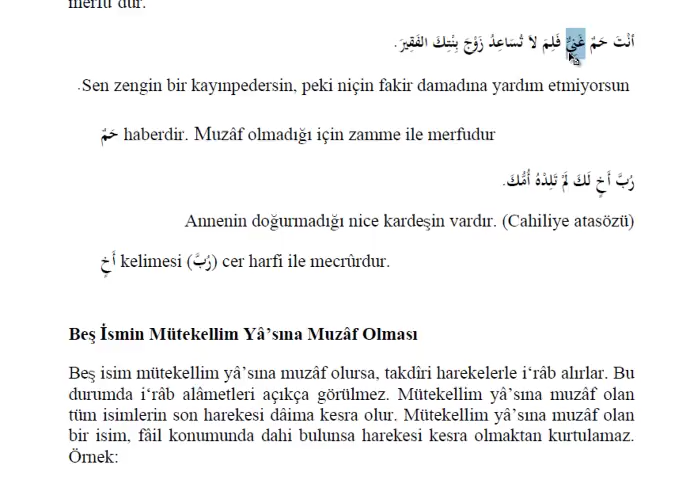 merfû'dur.
أنْتَ حَمٌ غَنِيٌّ فَلِمَ لاَ تُسَاعِدُ زَوْجَ بِنْتِكَ الفَقِيرَ.
.Sen zengin bir kayınpedersin, peki niçin fakir damadına yardım etmiyorsun
حَمٌ haberdir. Muzâf olmadığı için zamme ile merfudur
رُبَّ أَخٍ لَكَ لَمْ تَلِدْهُ أُمُّكَ.
Annenin doğurmadığı nice kardeşin vardır. (Cahiliye atasözü)
أَخٍ kelimesi (رُبَّ) cer harfi ile mecrûrdur.
Beş İsmin Mütekellim Yâ’sına Muzâf Olması
Beş isim mütekellim yâ’sına muzâf olursa, takdîri harekelerle i‘râb alırlar. Bu
durumda i‘râb alâmetleri açıkça görülmez. Mütekellim yâ’sına muzâf olan
tüm isimlerin son harekesi dâima kesra olur. Mütekellim yâ’sına muzâf olan
bir isim, fâil konumunda dahi bulunsa harekesi kesra olmaktan kurtulamaz.
Örnek: